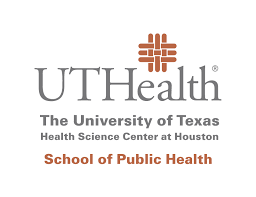 UTHealth®
The University of Texas
Health Science Center at Houston
School of Public Health